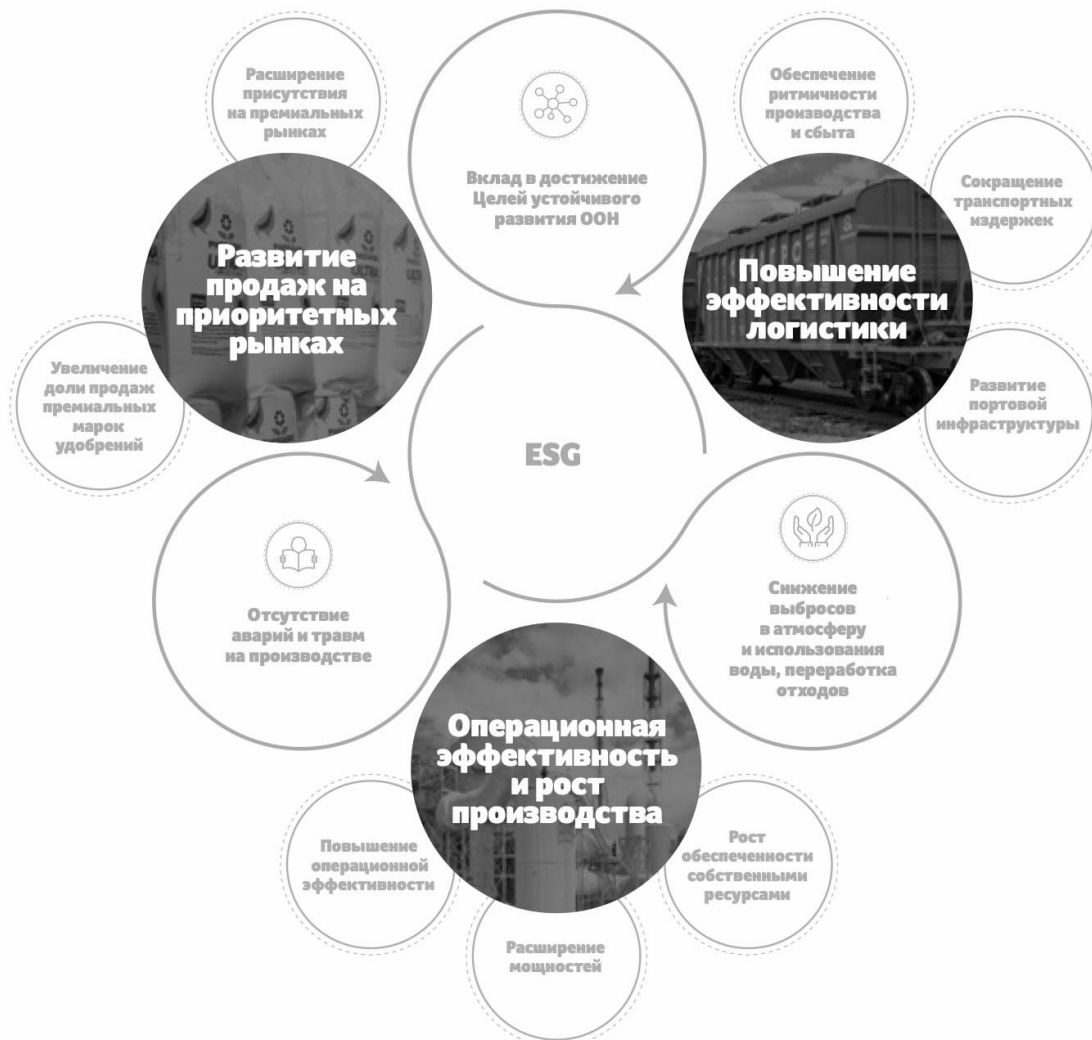 Расширение
присутствия
на премиальных
рынках
Вклад в достижение
Целей устойчивого
развития ООН
Обеспечение
ритмичности
производства
и сбыта
Сокращение
транспортных
издержек
Развитие
продаж на
приоритетных
рынках
Повышение
эффективности
логистики
Увеличение
доли продаж
премиальных
марок
удобрений
Развитие
портовой
инфраструктуры
ESG
Отсутствие
аварий и травм
на производстве
Снижение
выбросов
в атмосферу
и использования
воды, переработка
отходов
Операционная
эффективность
и рост
производства
Повышение
операционной
эффективности
Расширение
мощностей
Рост
обеспеченности
собственными
ресурсами